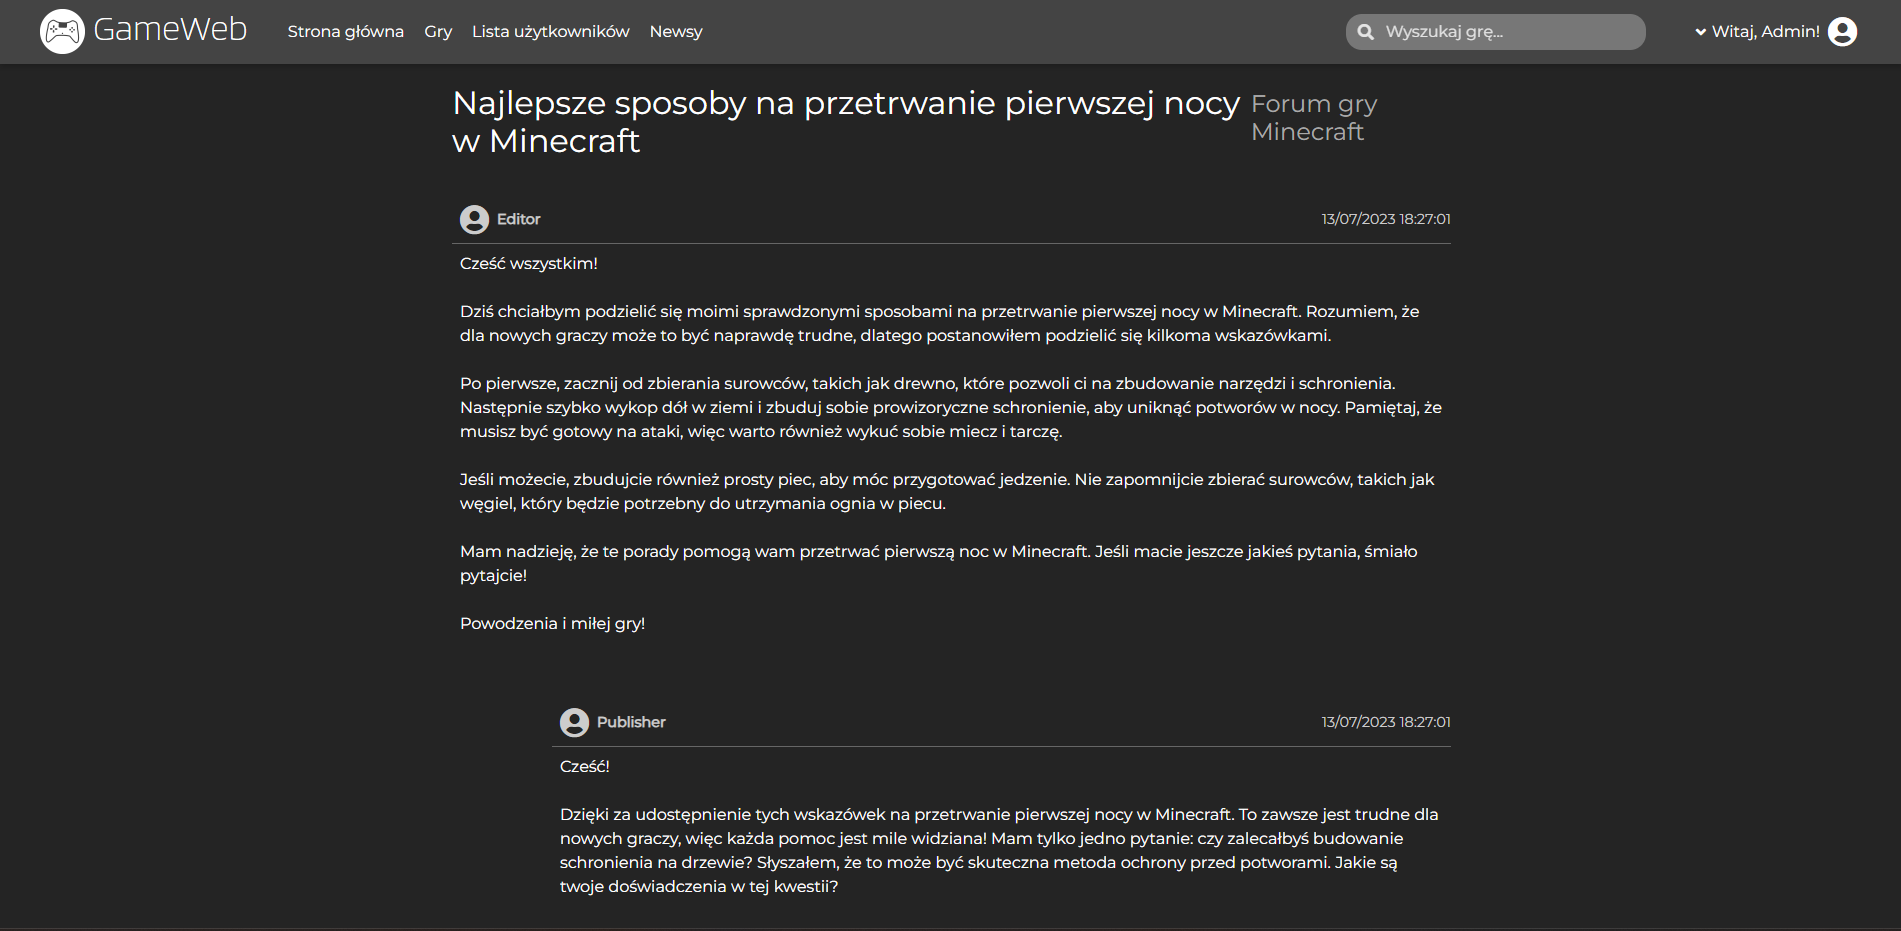 GameWeb
Strona główna
Gry
Lista użytkowników
Newsy
Wyszukaj grę...
Witaj, Admin!
Najlepsze sposoby na przetrwanie pierwszej nocy
w Minecraft
Forum gry
Minecraft
Editor
13/07/2023 18:27:01
Cześć wszystkim!
Dziś chciałbym podzielić się moimi sprawdzonymi sposobami na przetrwanie pierwszej nocy w Minecraft. Rozumiem, że
dla nowych graczy może to być naprawdę trudne, dlatego postanowiłem podzielić się kilkoma wskazówkami.
Po pierwsze, zacznij od zbierania surowców, takich jak drewno, które pozwoli ci na zbudowanie narzędzi i schronienia.
Następnie szybko wykop dół w ziemi i zbuduj sobie prowizoryczne schronienie, aby uniknąć potworów w nocy. Pamiętaj, że
musisz być gotowy na ataki, więc warto również wykuć sobie miecz i tarczę.
Jeśli możecie, zbudujcie również prosty piec, aby móc przygotować jedzenie. Nie zapomnijcie zbierać surowców, takich jak
węgiel, który będzie potrzebny do utrzymania ognia w piecu.
Mam nadzieję, że te porady pomogą wam przetrwać pierwszą noc w Minecraft. Jeśli macie jeszcze jakieś pytania, śmiało
pytajcie!
Powodzenia i miłej gry!
Publisher
13/07/2023 18:27:01
Cześć!
Dzięki za udostępnienie tych wskazówek na przetrwanie pierwszej nocy w Minecraft. To zawsze jest trudne dla
nowych graczy, więc każda pomoc jest mile widziana! Mam tylko jedno pytanie: czy zalecałbyś budowanie
schronienia na drzewie? Słyszałem, że to może być skuteczna metoda ochrony przed potworami. Jakie są
twoje doświadczenia w tej kwestii?